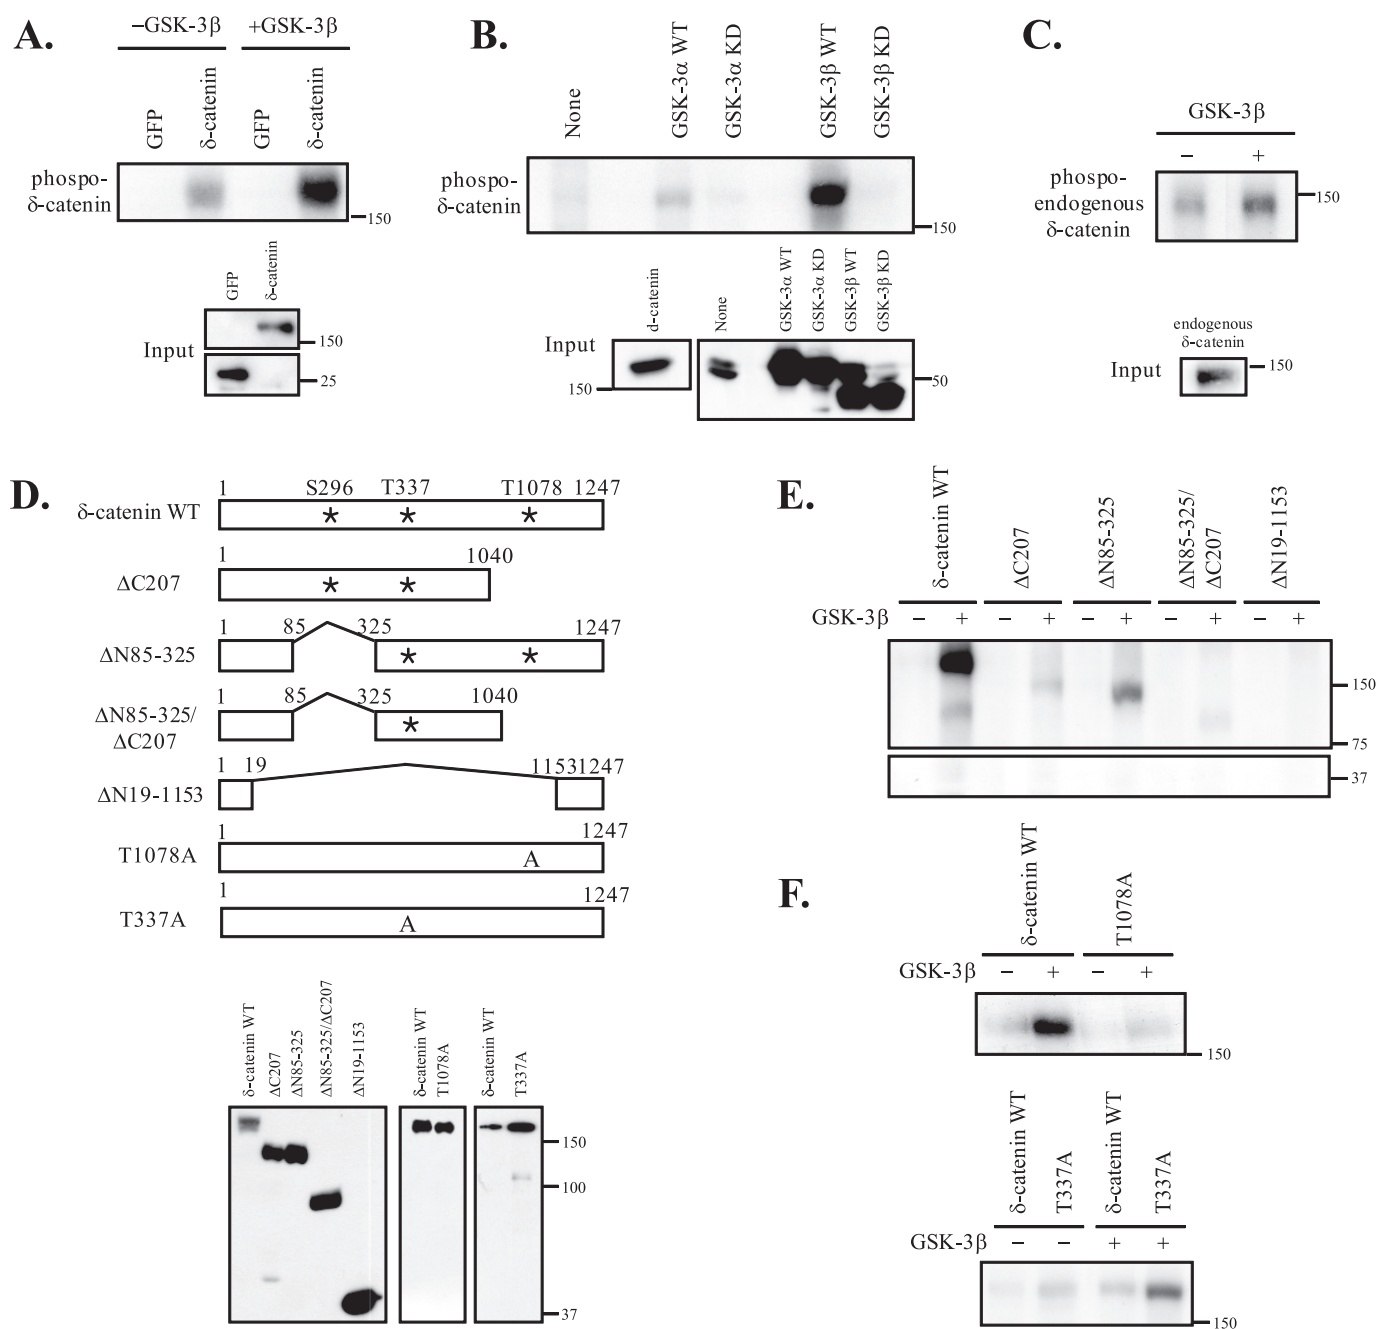 A.
−GSK-3β +GSK-3β
GFP
δ-catenin
GFP
δ-catenin
phospo-
δ-catenin
150
GFP
δ-catenin
Input
150
25
B.
None
GSK-3α WT
GSK-3α KD
GSK-3β WT
GSK-3β KD
phospo-
δ-catenin
150
d-catenin
None
GSK-3α WT
GSK-3α KD
GSK-3β WT
GSK-3β KD
Input
150
50
C.
GSK-3β
− +
phospo-
endogenous
δ-catenin
150
endogenous
δ-catenin
Input
150
D.
1 S296 T337 T1078 1247
δ-catenin WT
* * *
1 1040
ΔC207
* *
1 85 325 1247
ΔN85-325
* *
1 85 325 1040
ΔN85-325/
ΔC207
*
1 19 1153 1247
ΔN19-1153
1 1247
T1078A
A
1 1247
T337A
A
δ-catenin WT
ΔC207
ΔN85-325
ΔN85-325/ΔC207
ΔN19-1153
δ-catenin WT
T1078A
δ-catenin WT
T337A
150
100
37
E.
δ-catenin WT
ΔC207
ΔN85-325
ΔN85-325/
ΔC207
ΔN19-1153
GSK-3β − + − + − + − + − +
150
75
37
F.
δ-catenin WT
T1078A
GSK-3β − + − +
150
δ-catenin WT
T337A
δ-catenin WT
T337A
GSK-3β − − + +
150